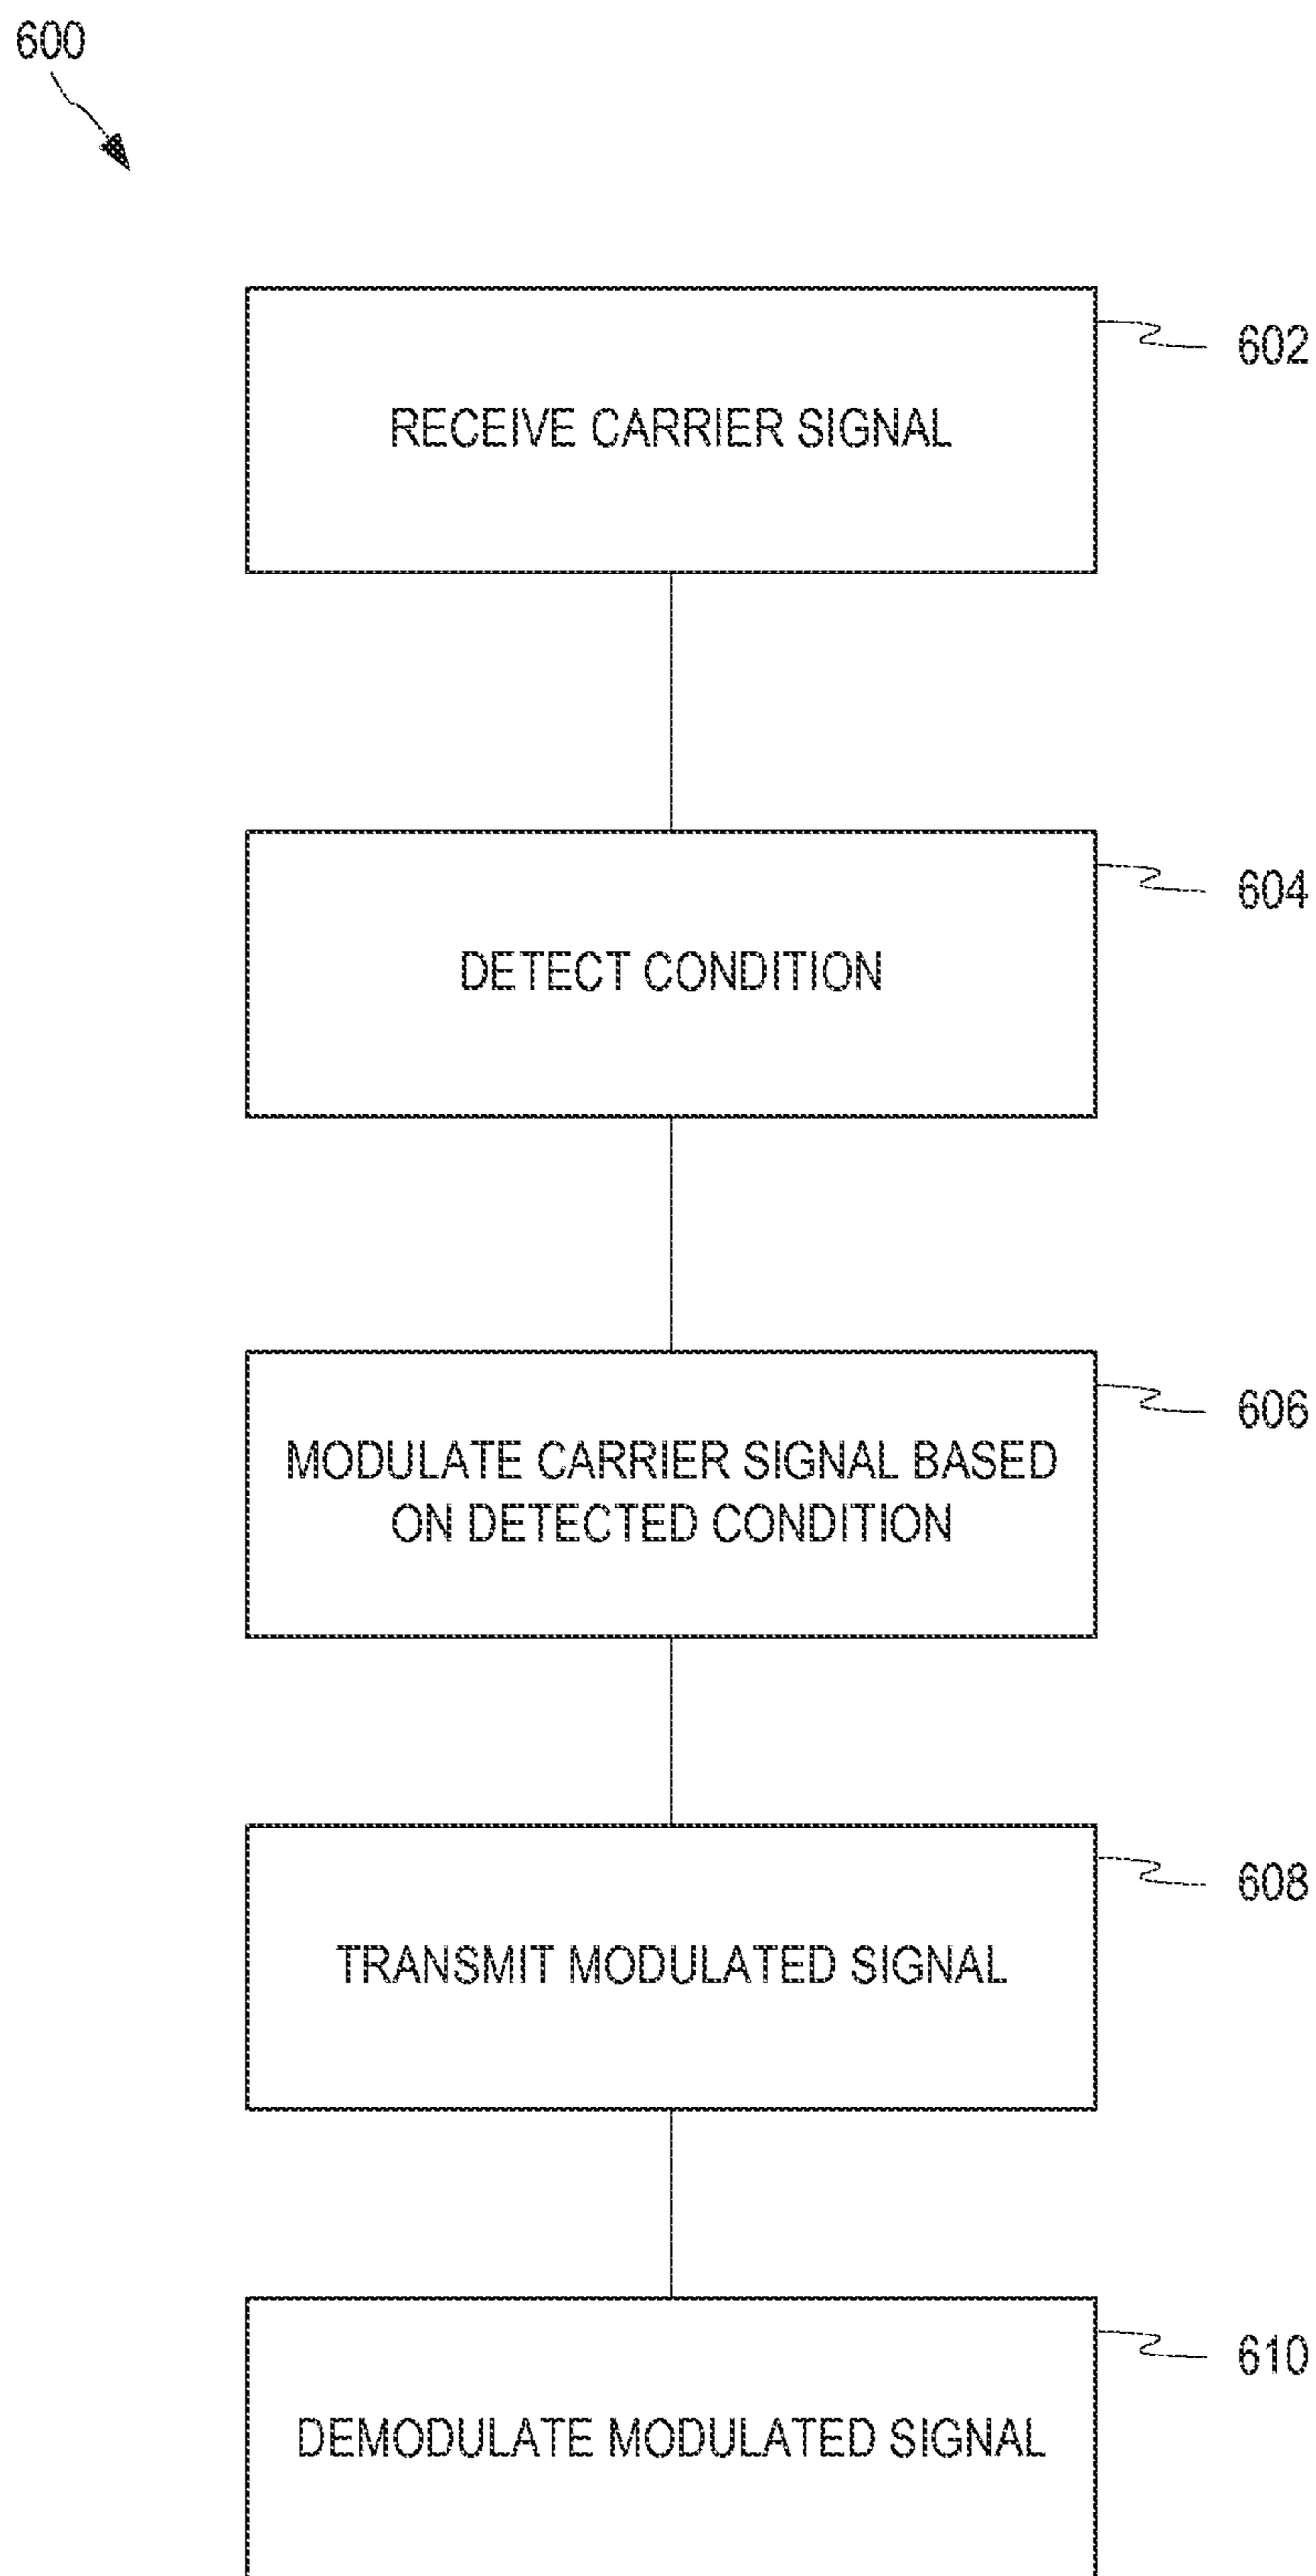 600
RECEIVE CARRIER SIGNAL
602
DETECT CONDITION
604
MODULATE CARRIER SIGNAL BASED
ON DETECTED CONDITION
606
TRANSMIT MODULATED SIGNAL
608
DEMODULATE MODULATED SIGNAL
610